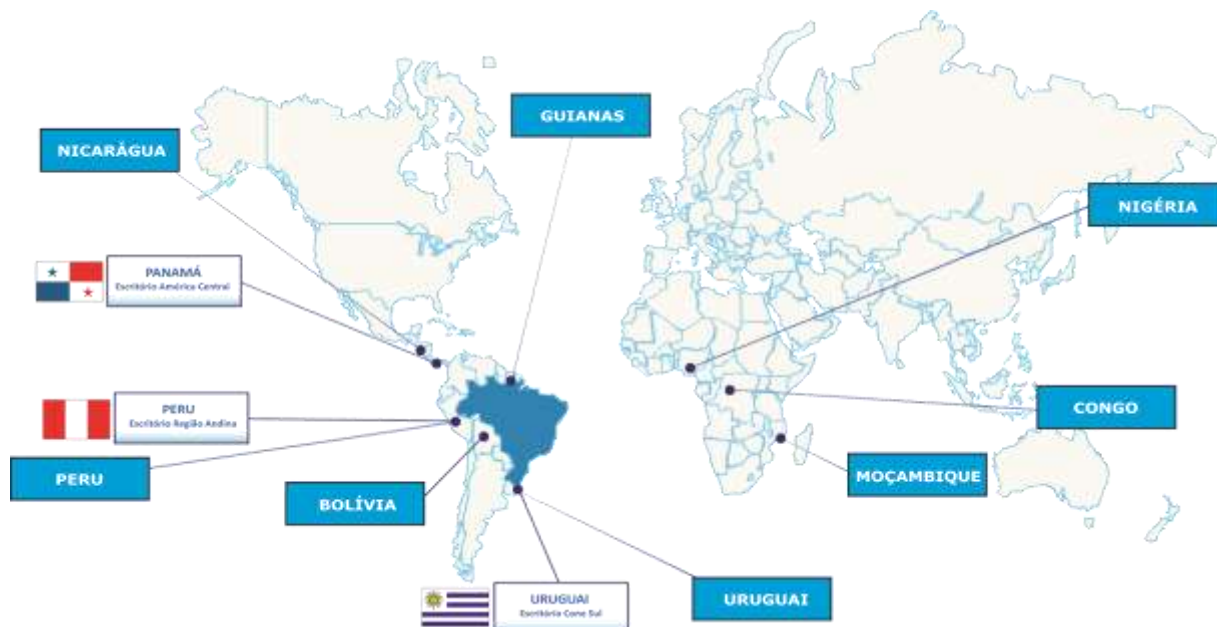 GUIANAS
NICARÀGUA
NIGÉRIA
PANAMÁ
Escritório América Central
PERU
Escritório Região Andina
CONGO
PERU
MOÇAMBIQUE
BOLÍVIA
URUGUAI
Escritório Cone Sul
URUGUAI